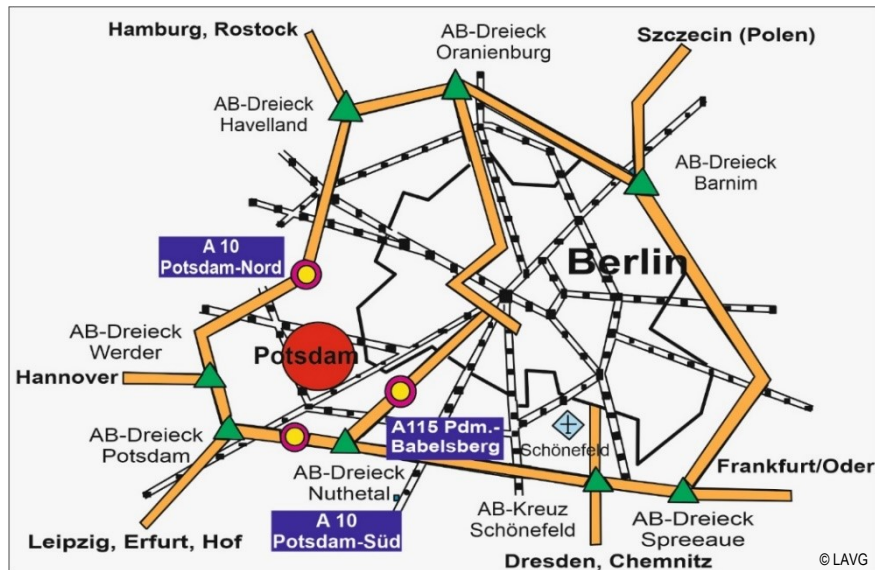 Hamburg, Rostock
AB-Dreieck
Oranienburg
Szczecin (Polen)
AB-Dreieck
Havelland
AB-Dreieck
Barnim
A 10
Potsdam-Nord
Berlin
AB-Dreieck
Werder
Potsdam
Hannover
AB-Dreieck
Potsdam
A115 Pdm.-
Babelsberg
Schönefeld
AB-Dreieck
Nuthetal
Frankfurt/Oder
A 10
Potsdam-Süd
AB-Kreuz
Schönefeld
AB-Dreieck
Spreeaue
Leipzig, Erfurt, Hof
Dresden, Chemnitz
© LAVG